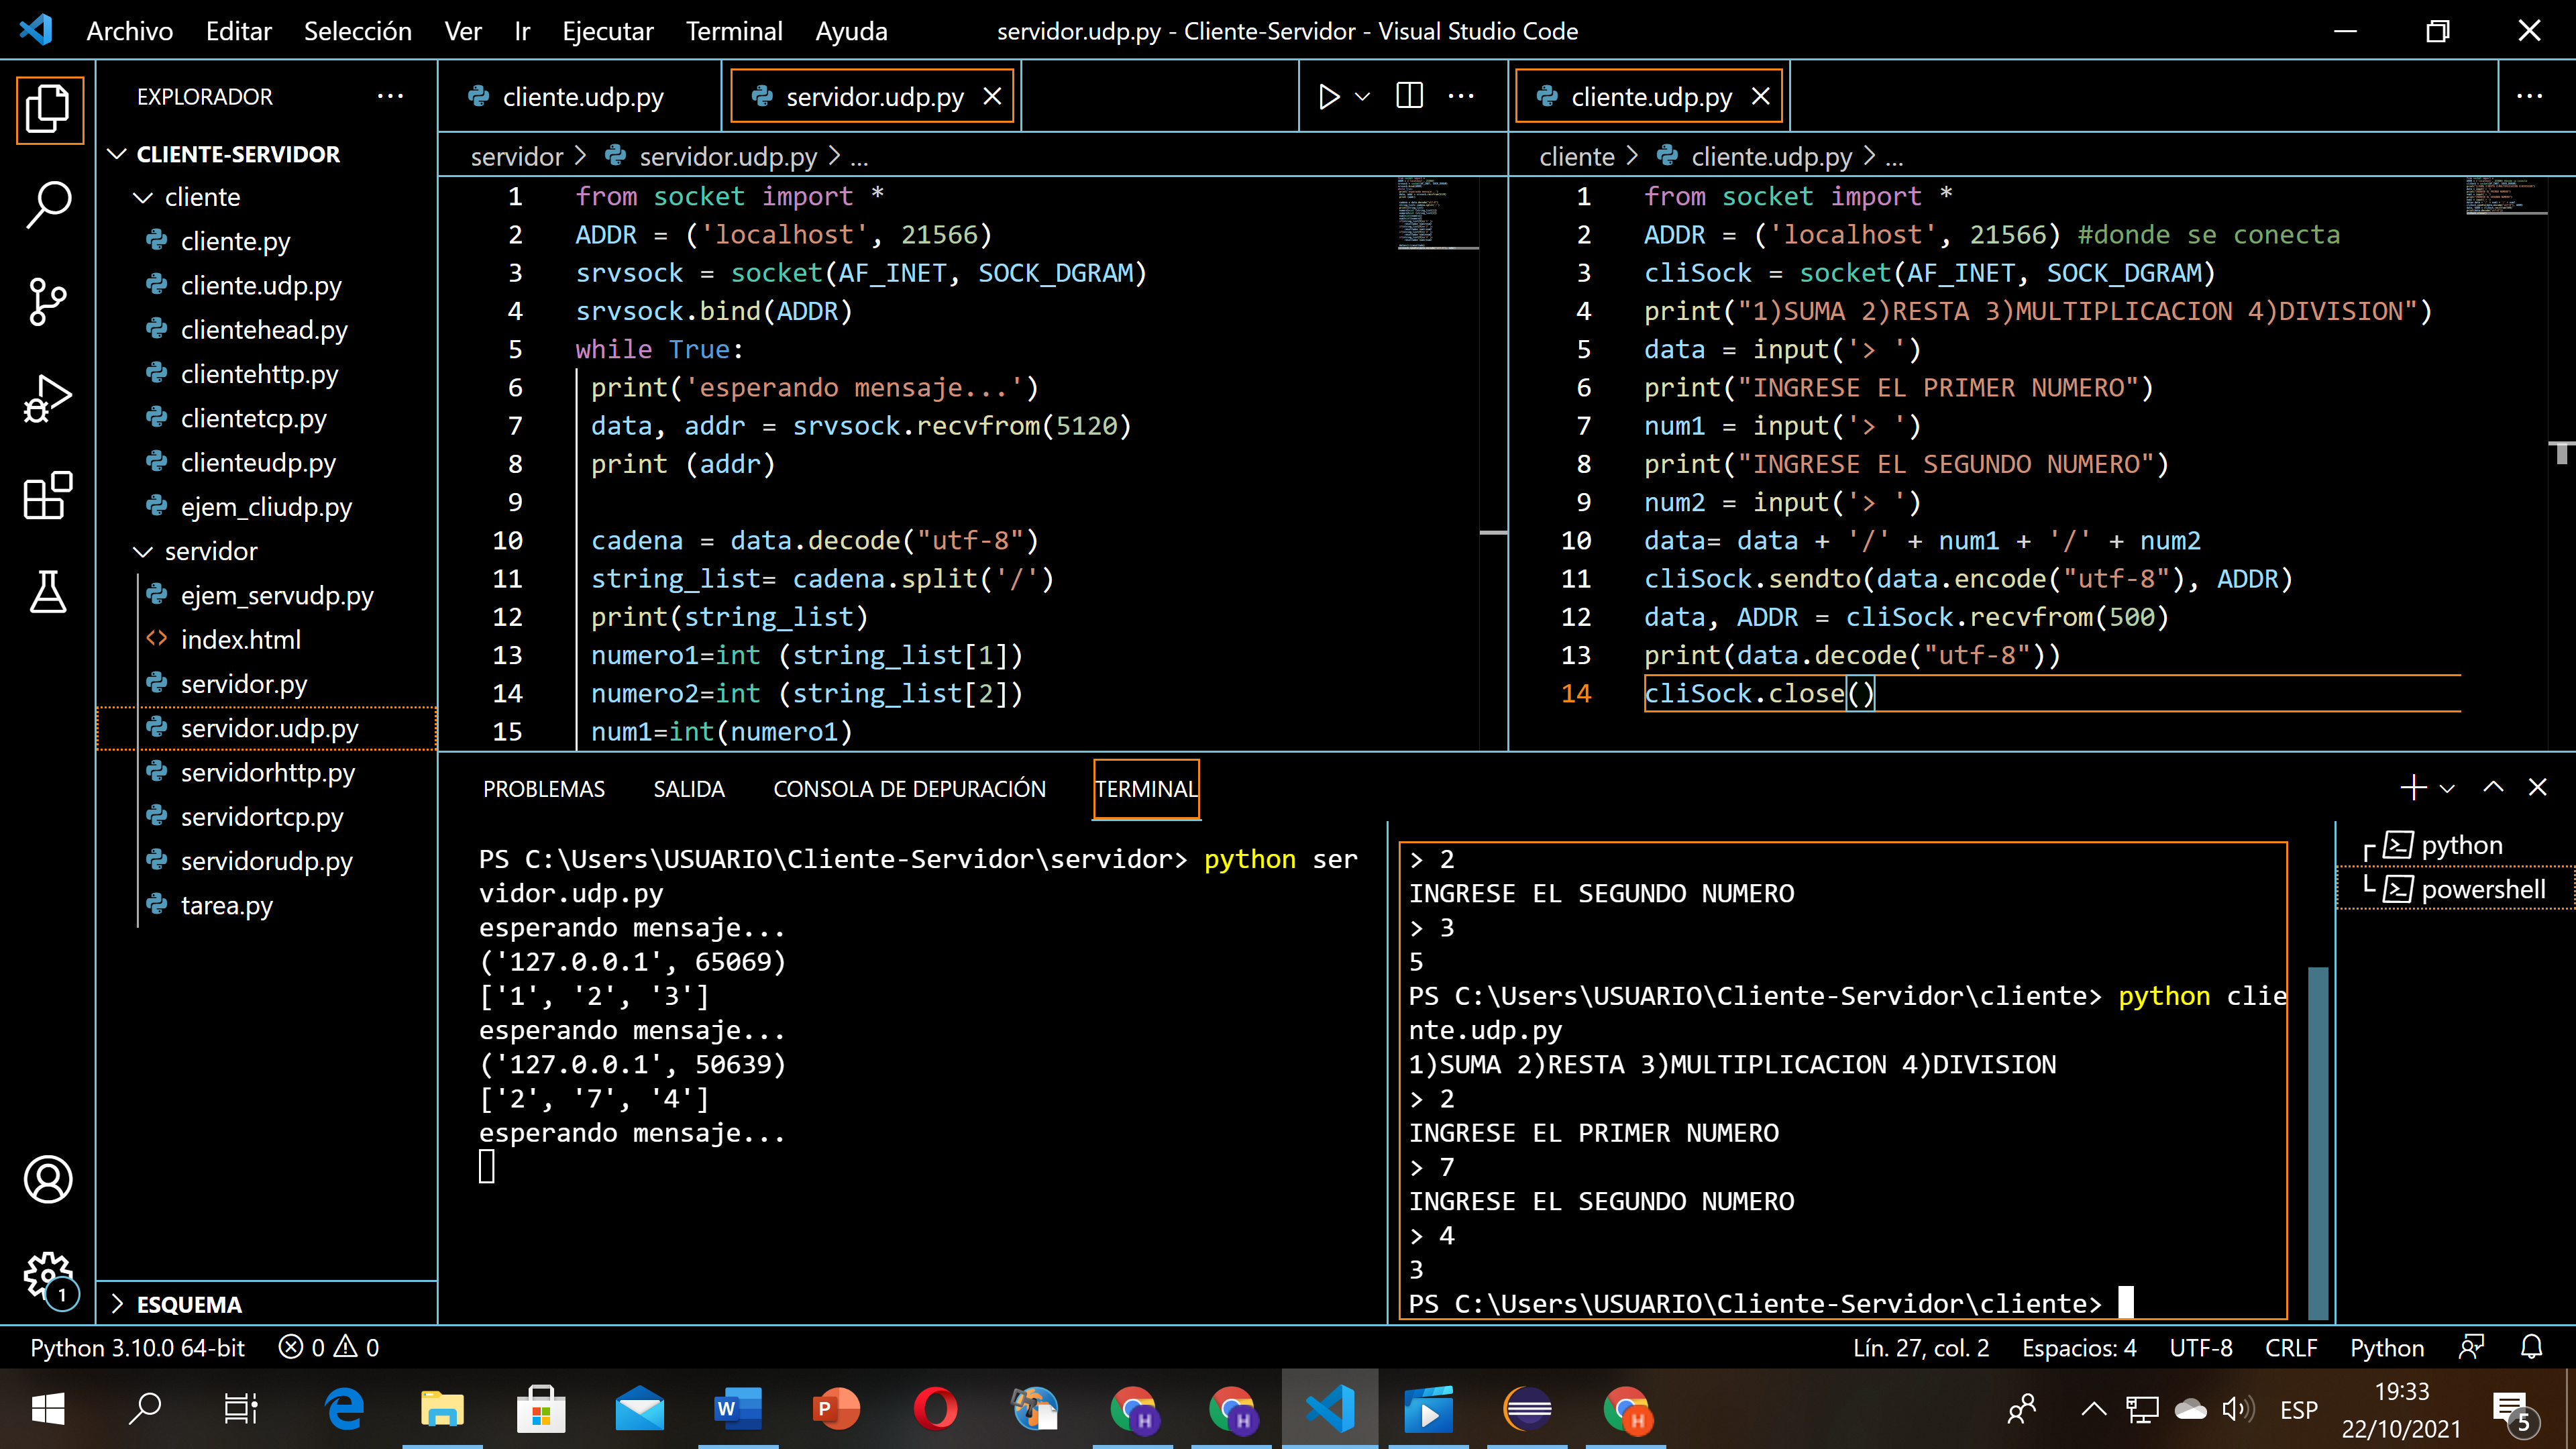 Archivo Editar Selección Ver Ir Ejecutar Terminal Ayuda
servidor.udp.py - Cliente-Servidor - Visual Studio Code
EXPLORADOR
CLIENTE-SERVIDOR
cliente
cliente.py
cliente.udp.py
clientehead.py
clientehttp.py
clientetcp.py
clienteudp.py
ejem_cliudp.py
servidor
ejem_servudp.py
index.html
servidor.py
servidor.udp.py
servidorhttp.py
servidortcp.py
servidorudp.py
tarea.py
ESQUEMA
cliente.udp.py
servidor.udp.py
servidor > servidor.udp.py > ...
1 from socket import *
2 ADDR = ('localhost', 21566)
3 srvsock = socket(AF_INET, SOCK_DGRAM)
4 srvsock.bind(ADDR)
5 while True:
6 print('esperando mensaje...')
7 data, addr = srvsock.recvfrom(5120)
8 print (addr)
9
10 cadena = data.decode("utf-8")
11 string_list= cadena.split('/')
12 print(string_list)
13 numero1=int (string_list[1])
14 numero2=int (string_list[2])
15 num1=int(numero1)
cliente.udp.py
cliente > cliente.udp.py > ...
1 from socket import *
2 ADDR = ('localhost', 21566) #donde se conecta
3 cliSock = socket(AF_INET, SOCK_DGRAM)
4 print("1)SUMA 2)RESTA 3)MULTIPLICACION 4)DIVISION")
5 data = input('> ')
6 print("INGRESE EL PRIMER NUMERO")
7 num1 = input('> ')
8 print("INGRESE EL SEGUNDO NUMERO")
9 num2 = input('> ')
10 data= data + '/' + num1 + '/' + num2
11 cliSock.sendto(data.encode("utf-8"), ADDR)
12 data, ADDR = cliSock.recvfrom(500)
13 print(data.decode("utf-8"))
14 cliSock.close()
PROBLEMAS SALIDA CONSOLA DE DEPURACIÓN TERMINAL
PS C:\Users\USUARIO\Cliente-Servidor\servidor> python ser
vidor.udp.py
esperando mensaje...
('127.0.0.1', 65069)
['1', '2', '3']
esperando mensaje...
('127.0.0.1', 50639)
['2', '7', '4']
esperando mensaje...
> 2
INGRESE EL SEGUNDO NUMERO
> 3
5
PS C:\Users\USUARIO\Cliente-Servidor\cliente> python clie
nte.udp.py
1)SUMA 2)RESTA 3)MULTIPLICACION 4)DIVISION
> 2
INGRESE EL PRIMER NUMERO
> 7
INGRESE EL SEGUNDO NUMERO
> 4
3
PS C:\Users\USUARIO\Cliente-Servidor\cliente>
python
powershell
1
Python 3.10.0 64-bit 0 0
Lín. 27, col. 2 Espacios: 4 UTF-8 CRLF Python
W P H H H
ESP
19:33
22/10/2021
5